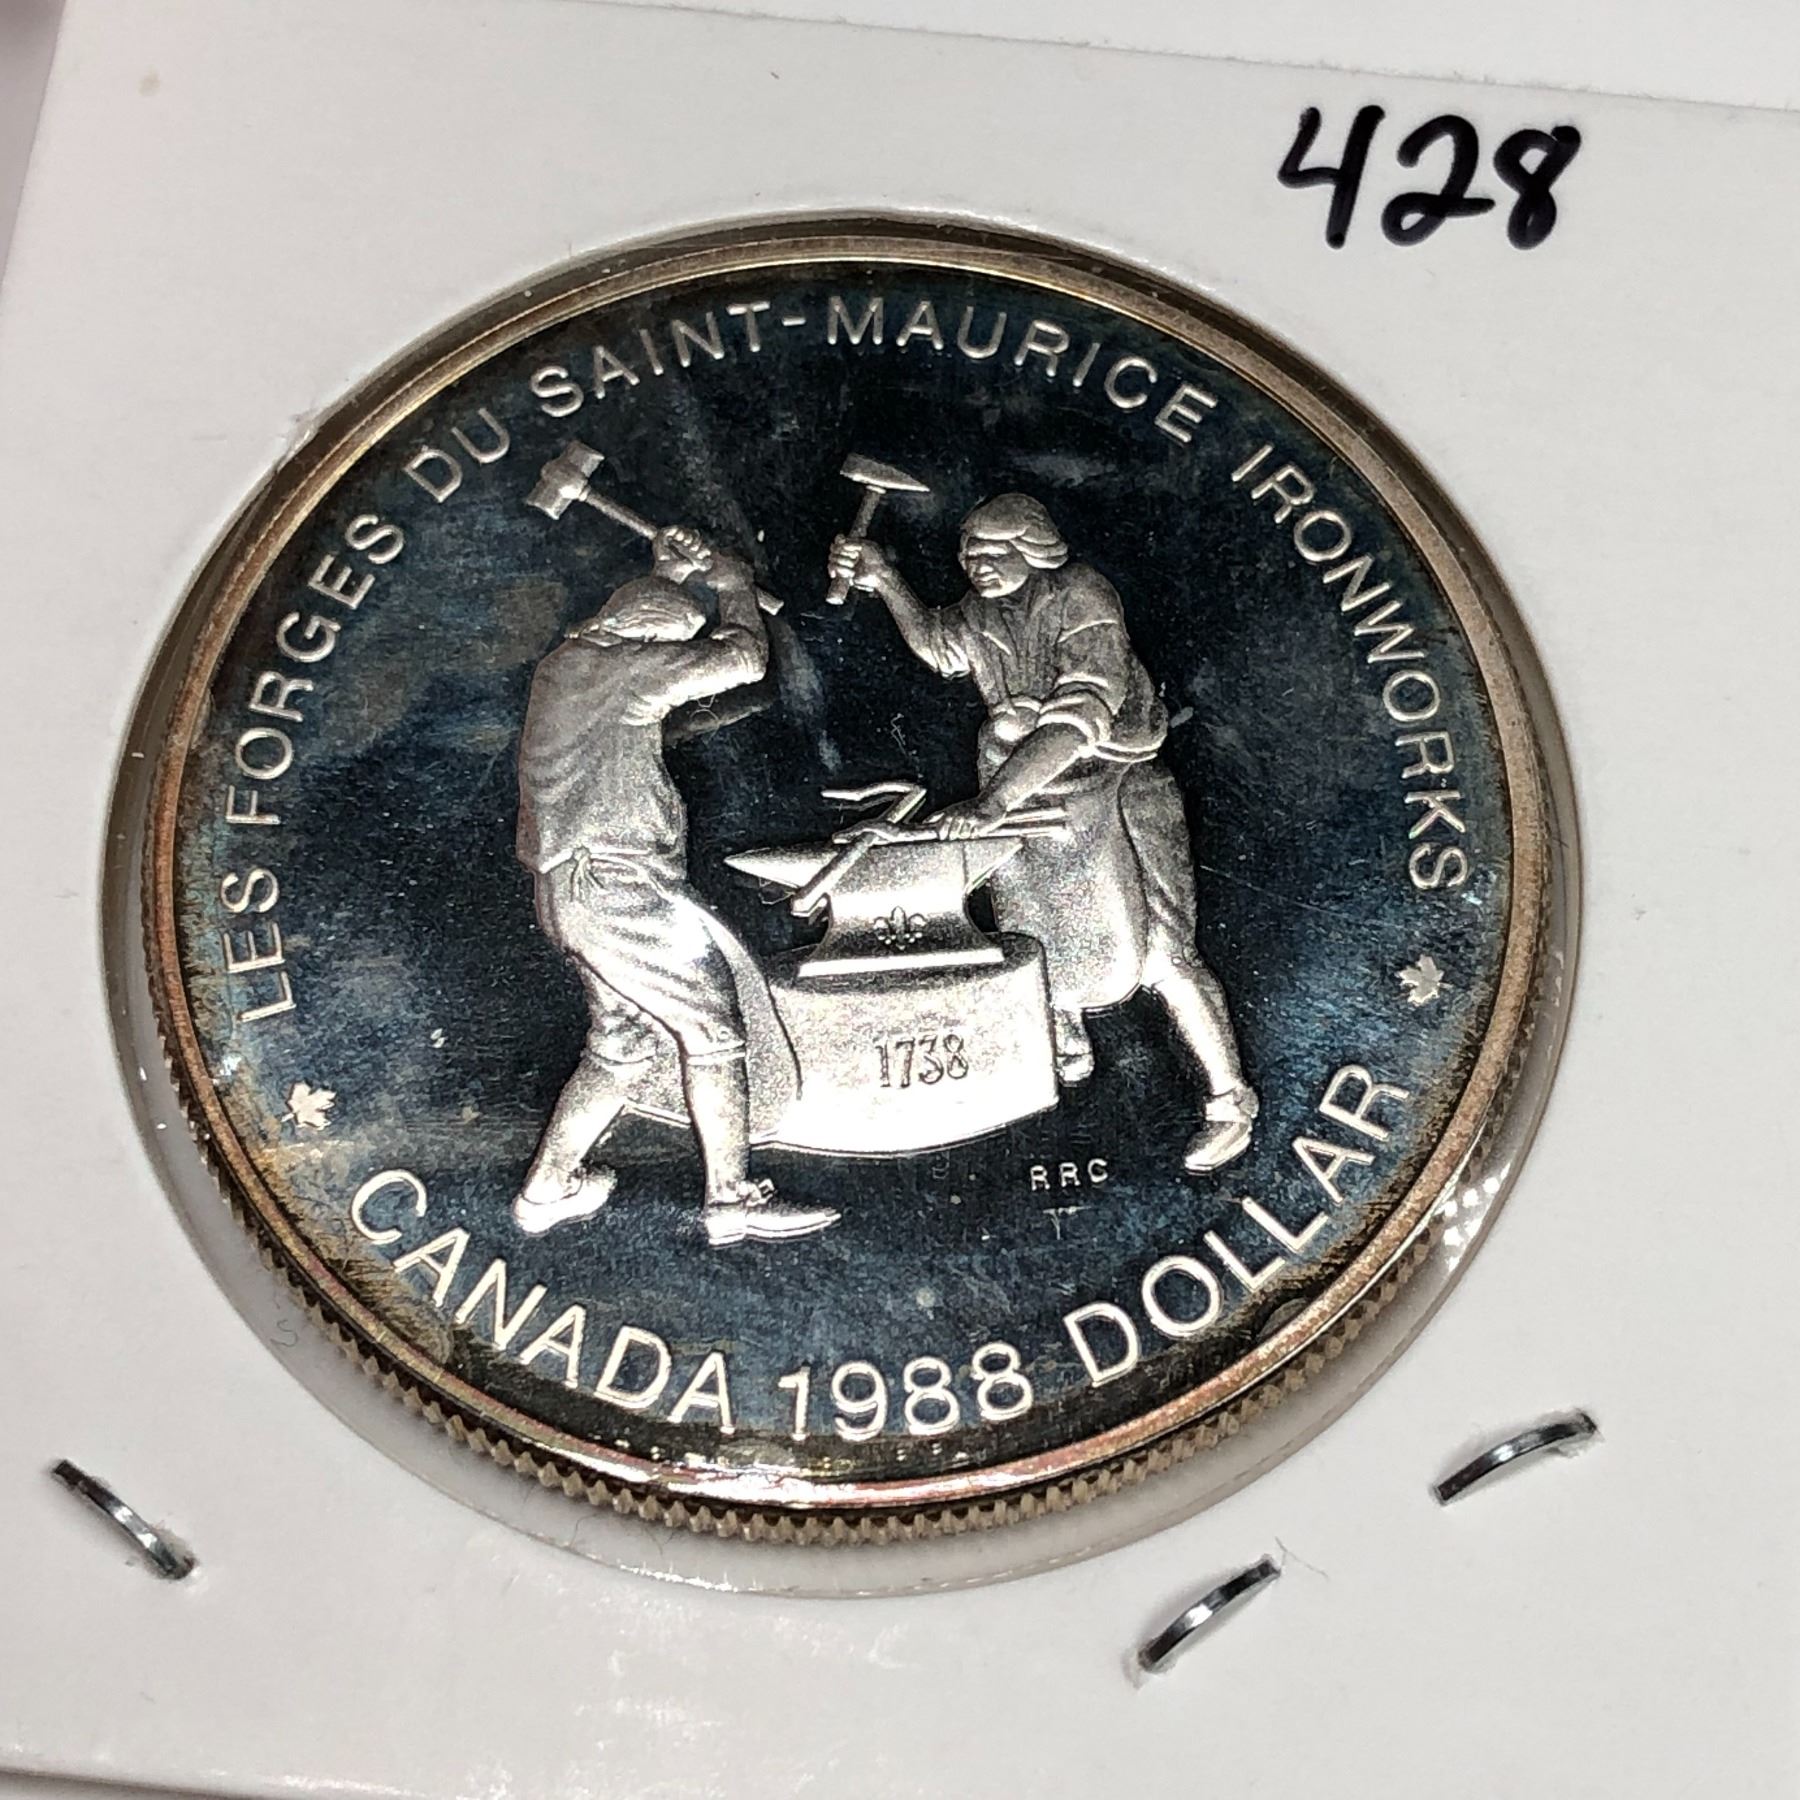 428
LES FORGES DU SAINT-MAURICE IRONWORKS
1738
RRC
CANADA 1988 DOLLAR